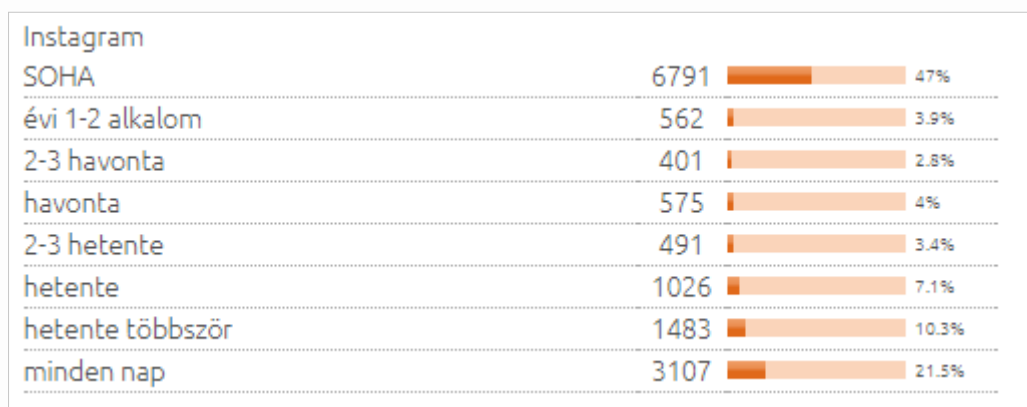 Instagram
SOHA 6791 47%
évi 1-2 alkalom 562 3.9%
2-3 havonta 401 2.8%
havonta 575 4%
2-3 hetente 491 3.4%
hetente 1026 7.1%
hetente többször 1483 10.3%
minden nap 3107 21.5%